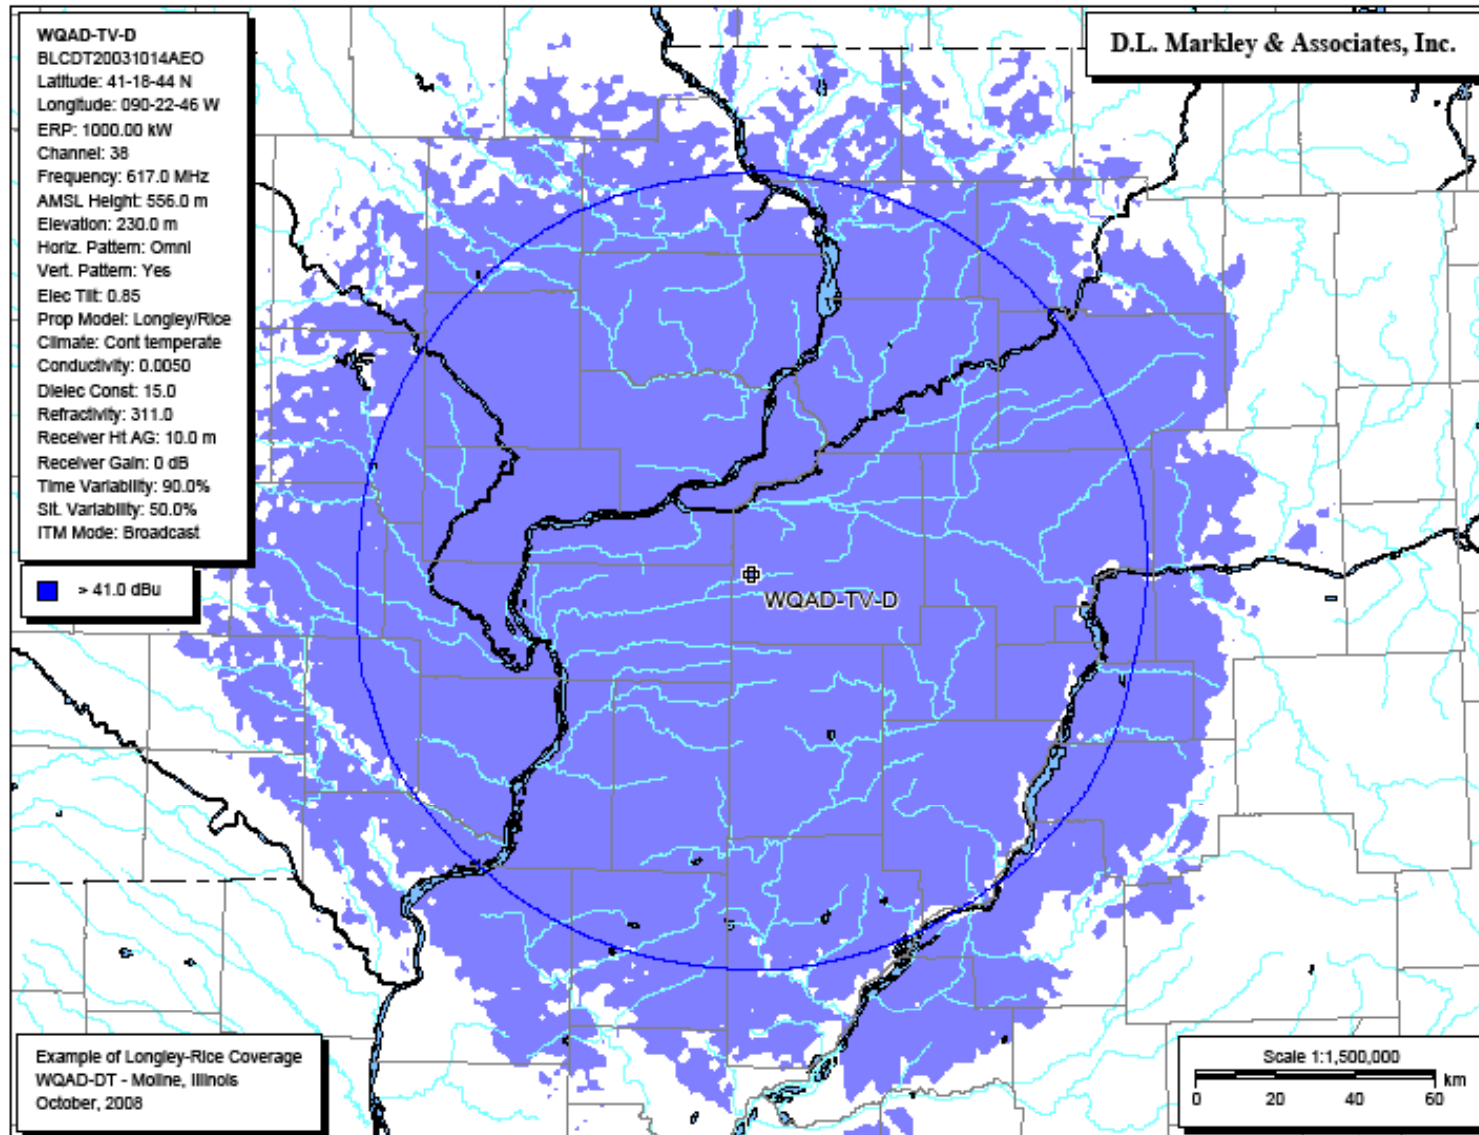 WQAD-TV-D
BLCDT20031014AEO
Latitude: 41-18-44 N
Longitude: 090-22-46 W
ERP: 1000.00 kW
Channel: 38
Frequency: 617.0 MHz
AMSL Height: 556.0 m
Elevation: 230.0 m
Horiz. Pattern: Omni
Vert. Pattern: Yes
Elec Tilt: 0.85
Prop Model: Longley/Rice
Climate: Cont temperate
Conductivity: 0.0050
Dielec Const: 15.0
Refractivity: 311.0
Receiver Ht AG: 10.0 m
Receiver Gain: 0 dB
Time Variability: 90.0%
Sit. Variability: 50.0%
ITM Mode: Broadcast
> 41.0 dBu
D.L. Markley & Associates, Inc.
WQAD-TV-D
Example of Longley-Rice Coverage
WQAD-DT - Moline, Illinois
October, 2008
Scale 1:1,500,000
0 20 40 60 km